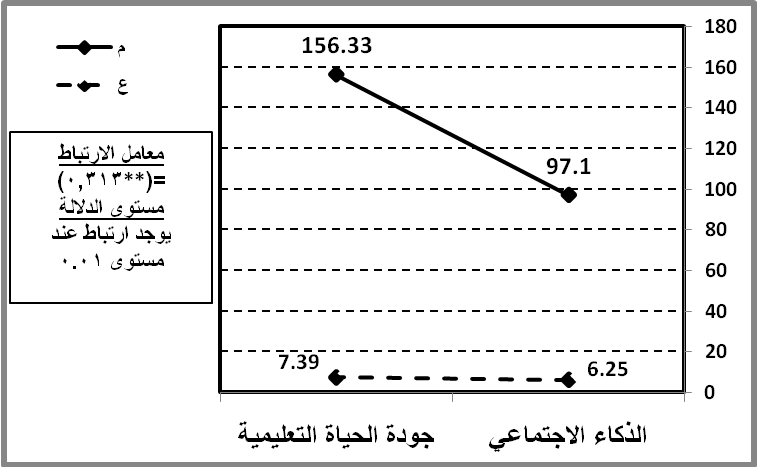 م
ع
معامل الارتباط
=(**٠,٣١٣)
مستوى الدلالة
يوجد ارتباط عند
مستوى ٠.٠١
156.33
97.1
7.39
6.25
180
160
140
120
100
80
60
40
20
0
الذكاء الاجتماعي
جودة الحياة التعليمية